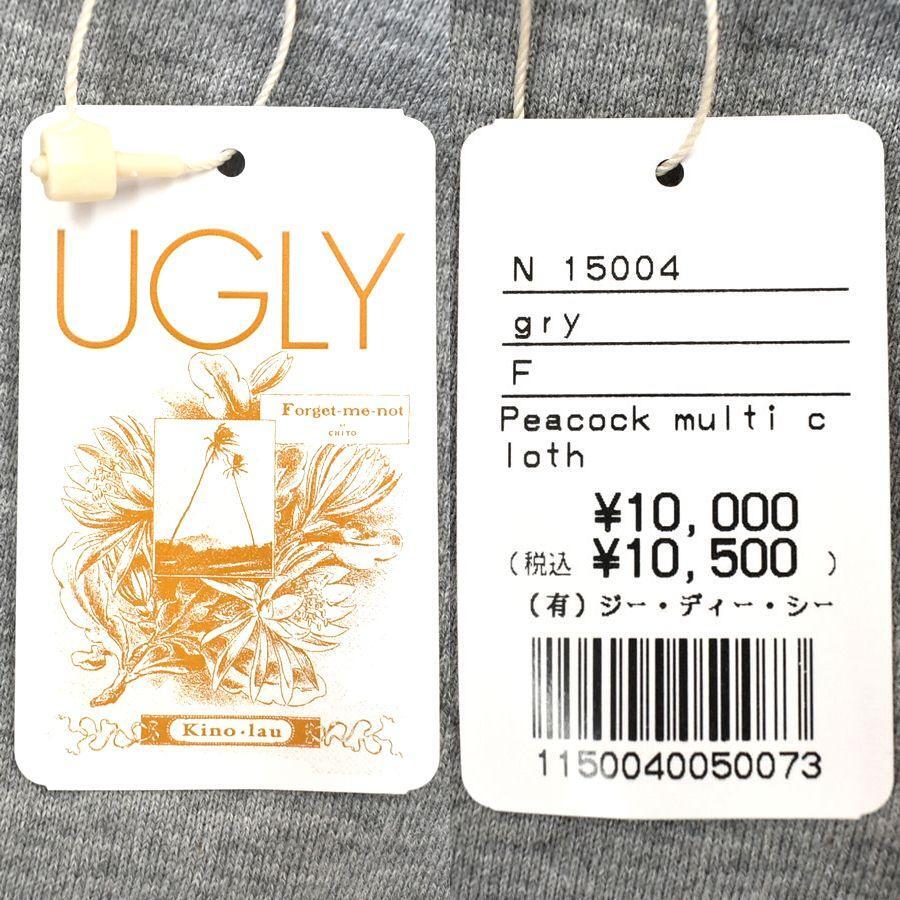 UGLY
Forget-me-not
of
CHITO
Kino·lau
N 15004
gry
F
Peacock multi c
loth
¥10,000
(税込 ¥10,500 )
(有)ジー・ディー・シー
1150040050073